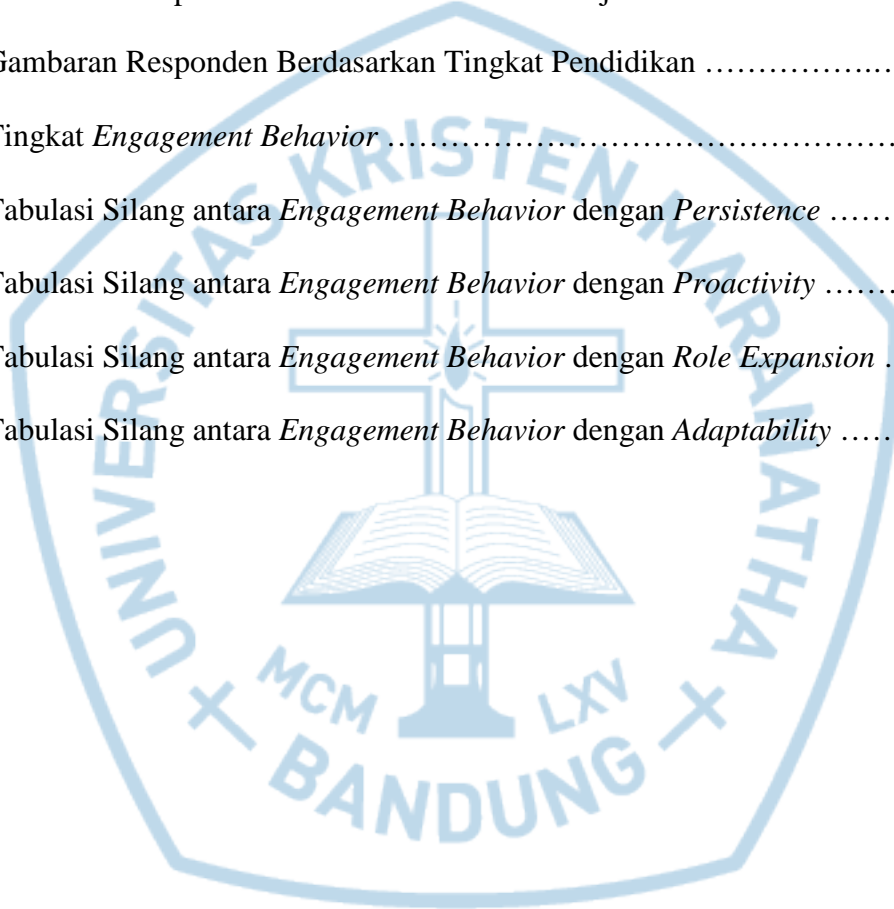 Gambaran Responden Berdasarkan Tingkat Pendidikan ……………..…
Tingkat Engagement Behavior …………………………………………
Tabulasi Silang antara Engagement Behavior dengan Persistence ……
Tabulasi Silang antara Engagement Behavior dengan Proactivity ……
Tabulasi Silang antara Engagement Behavior dengan Role Expansion ..
Tabulasi Silang antara Engagement Behavior dengan Adaptability ……
UNIVERSITAS KRISTEN MARANATHA
MCM LXV
BANDUNG